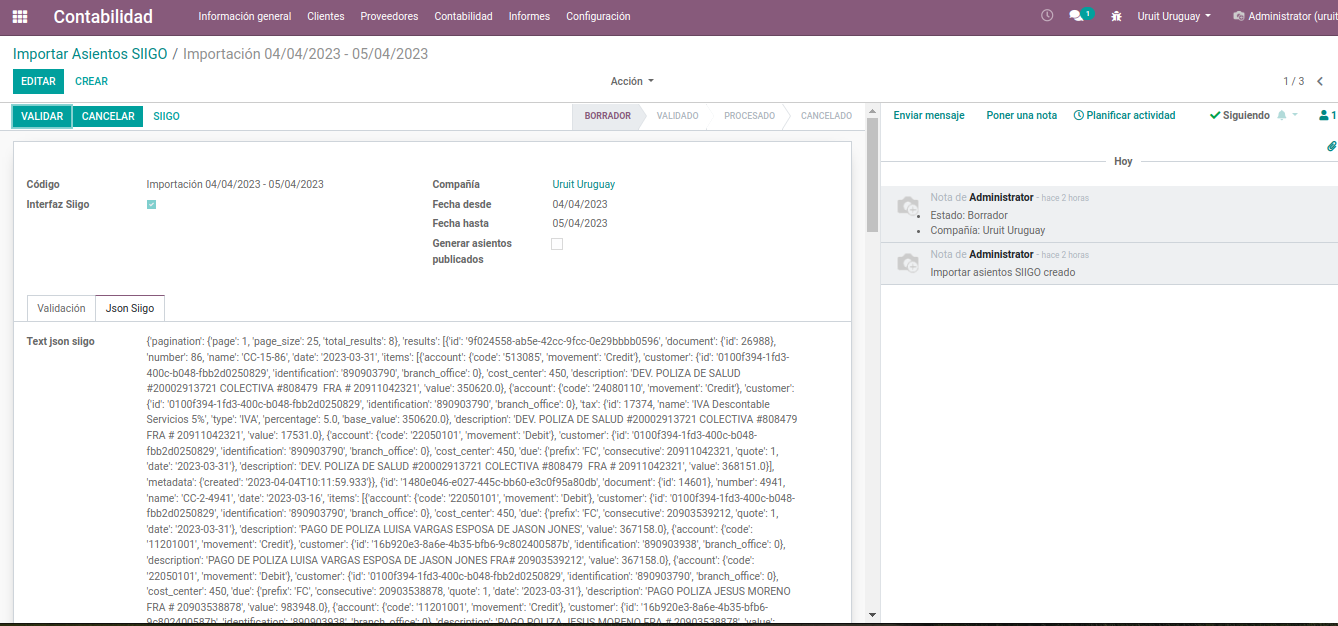 Contabilidad Información general Clientes Proveedores Contabilidad Informes Configuración 1 Uruit Uruguay Administrator (uruit
Importar Asientos SIIGO / Importación 04/04/2023 - 05/04/2023
EDITAR CREAR Acción 1 / 3
VALIDAR CANCELAR SIIGO BORRADOR VALIDADO PROCESADO CANCELADO
Código Importación 04/04/2023 - 05/04/2023
Interfaz Siigo
Compañía Uruit Uruguay
Fecha desde 04/04/2023
Fecha hasta 05/04/2023
Generar asientos
publicados
Validación Json Siigo
Text json siigo
{'pagination': {'page': 1, 'page_size': 25, 'total_results': 8}, 'results': [{'id': '9f024558-ab5e-42cc-9fcc-0e29bbbb0596', 'document': {'id': 26988},
'number': 86, 'name': 'CC-15-86', 'date': '2023-03-31', 'items': [{'account': {'code': '513085', 'movement': 'Credit'}, 'customer': {'id': '0100f394-1fd3-
400c-b048-fbb2d0250829', 'identification': '890903790', 'branch_office': 0}, 'cost_center': 450, 'description': 'DEV. POLIZA DE SALUD
#20002913721 COLECTIVA #808479 FRA # 20911042321', 'value': 350620.0}, {'account': {'code': '24080110', 'movement': 'Credit'}, 'customer':
{'id': '0100f394-1fd3-400c-b048-fbb2d0250829', 'identification': '890903790', 'branch_office': 0}, 'tax': {'id': 17374, 'name': 'IVA Descontable
Servicios 5%', 'type': 'IVA', 'percentage': 5.0, 'base_value': 350620.0}, 'description': 'DEV. POLIZA DE SALUD #20002913721 COLECTIVA #808479
FRA # 20911042321', 'value': 17531.0}, {'account': {'code': '22050101', 'movement': 'Debit'}, 'customer': {'id': '0100f394-1fd3-400c-b048-
fbb2d0250829', 'identification': '890903790', 'branch_office': 0}, 'cost_center': 450, 'due': {'prefix': 'FC', 'consecutive': 20911042321, 'quote': 1,
'date': '2023-03-31'}, 'description': 'DEV. POLIZA DE SALUD #20002913721 COLECTIVA #808479 FRA # 20911042321', 'value': 368151.0}],
'metadata': {'created': '2023-04-04T10:11:59.933'}}, {'id': '1480e046-e027-445c-bb60-e3c0f95a80db', 'document': {'id': 14601}, 'number': 4941,
'name': 'CC-2-4941', 'date': '2023-03-16', 'items': [{'account': {'code': '22050101', 'movement': 'Debit'}, 'customer': {'id': '0100f394-1fd3-400c-b048-
fbb2d0250829', 'identification': '890903790', 'branch_office': 0}, 'cost_center': 450, 'due': {'prefix': 'FC', 'consecutive': 20903539212, 'quote': 1,
'date': '2023-03-31'}, 'description': 'PAGO DE POLIZA LUISA VARGAS ESPOSA DE JASON JONES', 'value': 367158.0}, {'account': {'code':
'11201001', 'movement': 'Credit'}, 'customer': {'id': '16b920e3-8a6e-4b35-bfb6-9c802400587b', 'identification': '890903938', 'branch_office': 0},
'description': 'PAGO DE POLIZA LUISA VARGAS ESPOSA DE JASON JONES FRA# 20903539212', 'value': 367158.0}, {'account': {'code':
'22050101', 'movement': 'Debit'}, 'customer': {'id': '0100f394-1fd3-400c-b048-fbb2d0250829', 'identification': '890903790', 'branch_office': 0},
'cost_center': 450, 'due': {'prefix': 'FC', 'consecutive': 20903538878, 'quote': 1, 'date': '2023-03-31'}, 'description': 'PAGO POLIZA JESUS MORENO
FRA # 20903538878', 'value': 983948.0}, {'account': {'code': '11201001', 'movement': 'Credit'}, 'customer': {'id': '16b920e3-8a6e-4b35-bfb6-
9c802400587b', 'identification': '890903938', 'branch_office': 0}, 'description': 'PAGO POLIZA JESUS MORENO FRA # 20903538878', 'value':
Enviar mensaje Poner una nota Planificar actividad Siguiendo 1
Hoy
Nota de Administrator - hace 2 horas
• Estado: Borrador
• Compañía: Uruit Uruguay
Nota de Administrator - hace 2 horas
Importar asientos SIIGO creado